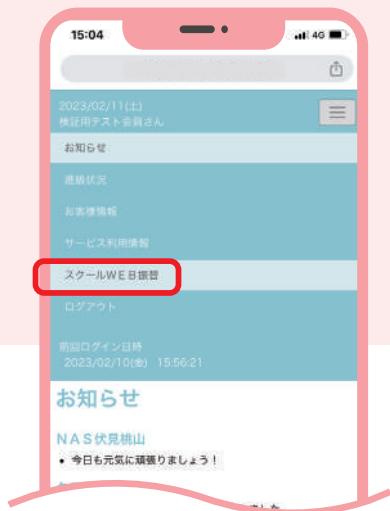 15:04
4G
2023/02/11(土)
検証用テスト会員さん
お知らせ
進級状況
お客様情報
サービス利用情報
スクールWEB振替
ログアウト
前回ログイン日時
2023/02/10(金) 15:56:21
お知らせ
NAS伏見桃山
• 今日も元気に頑張りましょう！